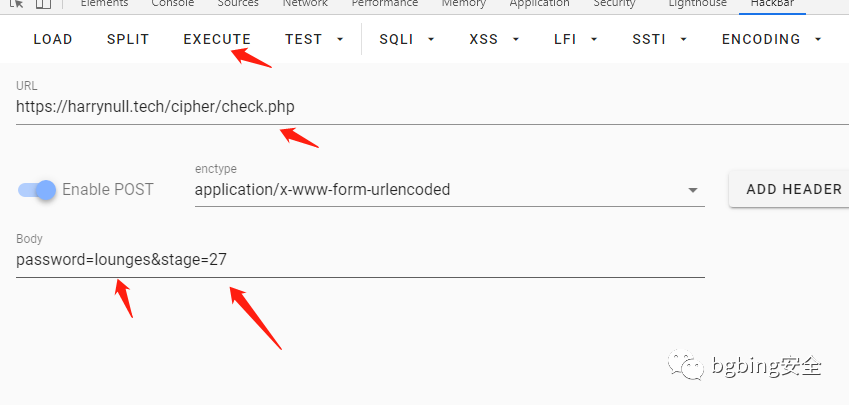 Elements Console Sources Network Performance Memory Application Security Lighthouse HackBar
LOAD SPLIT EXECUTE TEST SQLI XSS LFI SSTI ENCODING
URL
https://harrynull.tech/cipher/check.php
enctype
Enable POST application/x-www-form-urlencoded ADD HEADER
Body
password=lounges&stage=27
bgbing安全